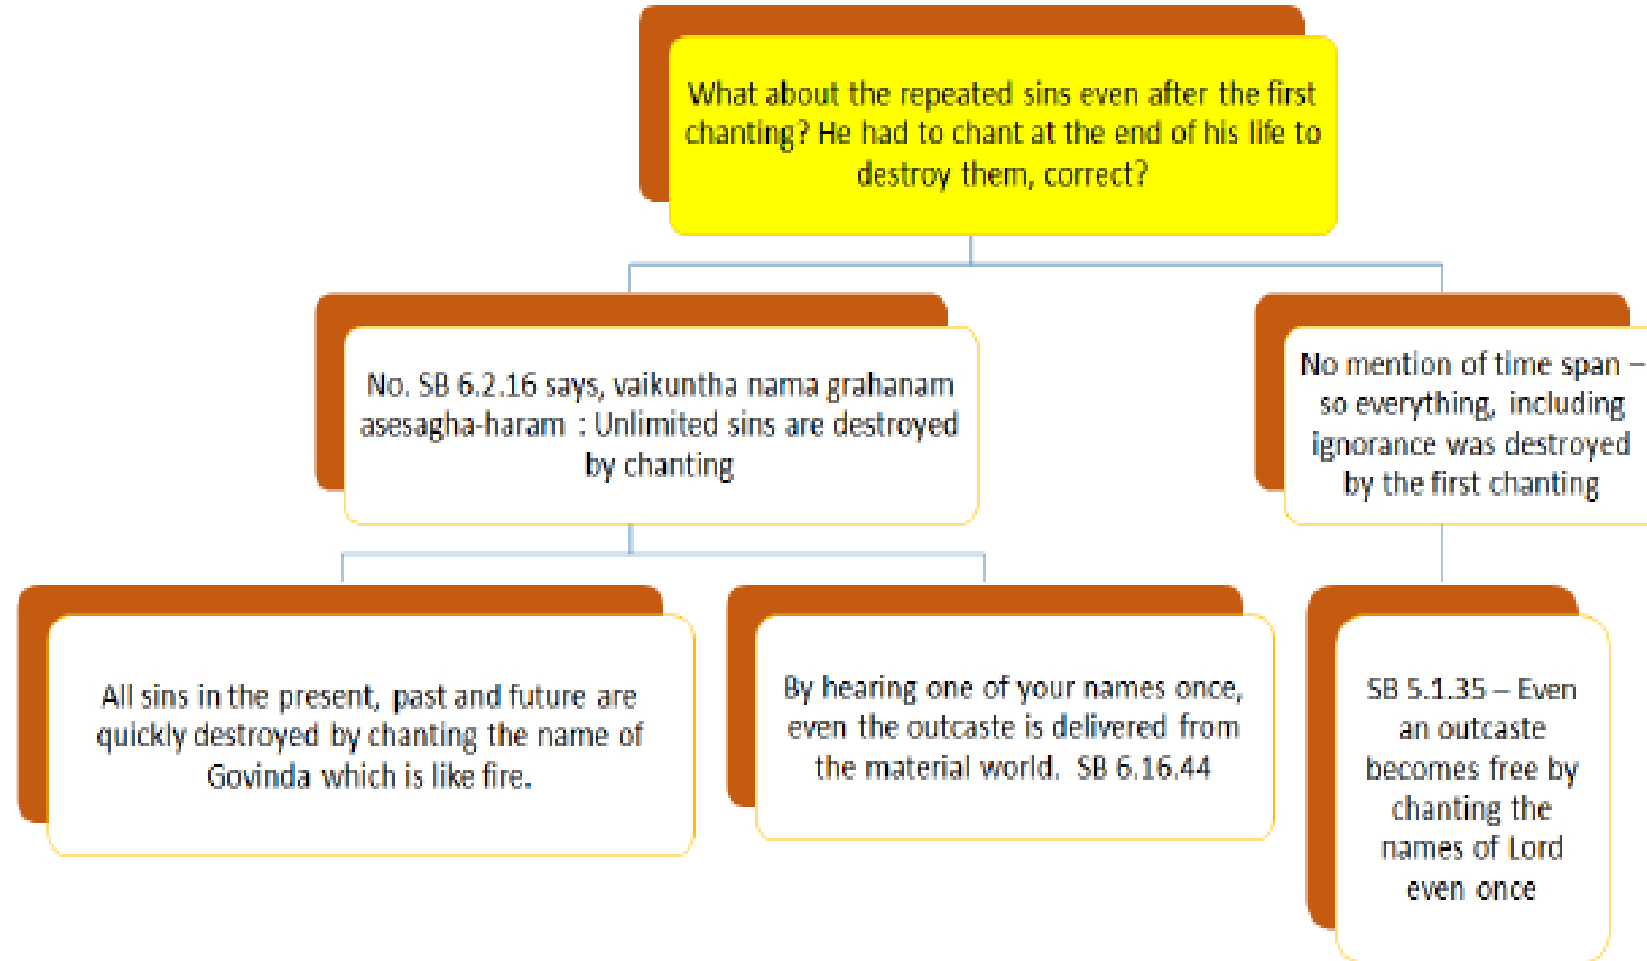 What about the repeated sins even after the first
chanting? He had to chant at the end of his life to
destroy them, correct?
No. SB 6.2.16 says, vaikuntha nama grahanam
asesagha-haram : Unlimited sins are destroyed
by chanting
No mention of time span –
so everything, including
ignorance was destroyed
by the first chanting
All sins in the present, past and future are
quickly destroyed by chanting the name of
Govinda which is like fire.
By hearing one of your names once,
even the outcaste is delivered from
the material world. SB 6.16.44
SB 5.1.35 – Even
an outcaste
becomes free by
chanting the
names of Lord
even once